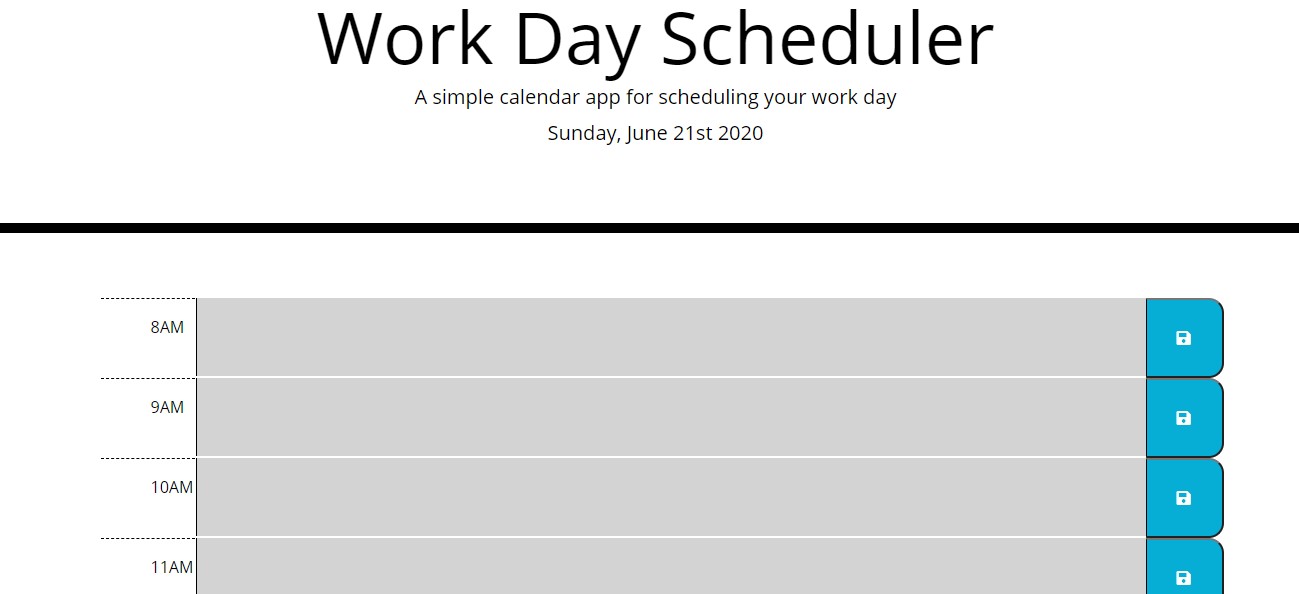 Work Day Scheduler
A simple calendar app for scheduling your work day
Sunday, June 21st 2020
8AM
9AM
10AM
11AM